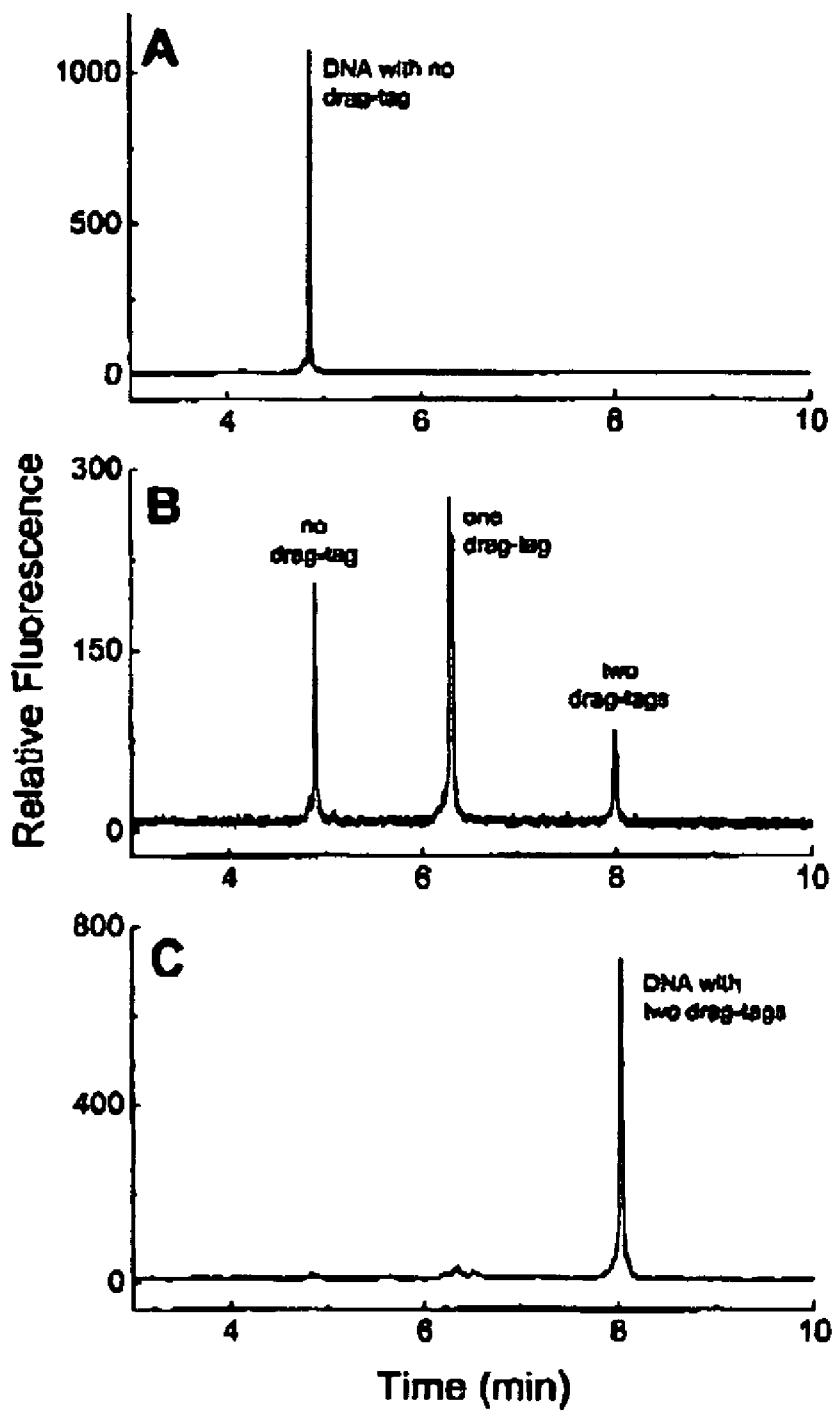 A
DNA with no
drag-tag
1000
500
0
4
6
8
10
Relative Fluorescence
B
300
150
0
no
drag-tag
one
drag-tag
two
drag-tags
4
6
8
10
C
800
400
0
DNA with
two drag-tags
4
6
8
10
Time (min)